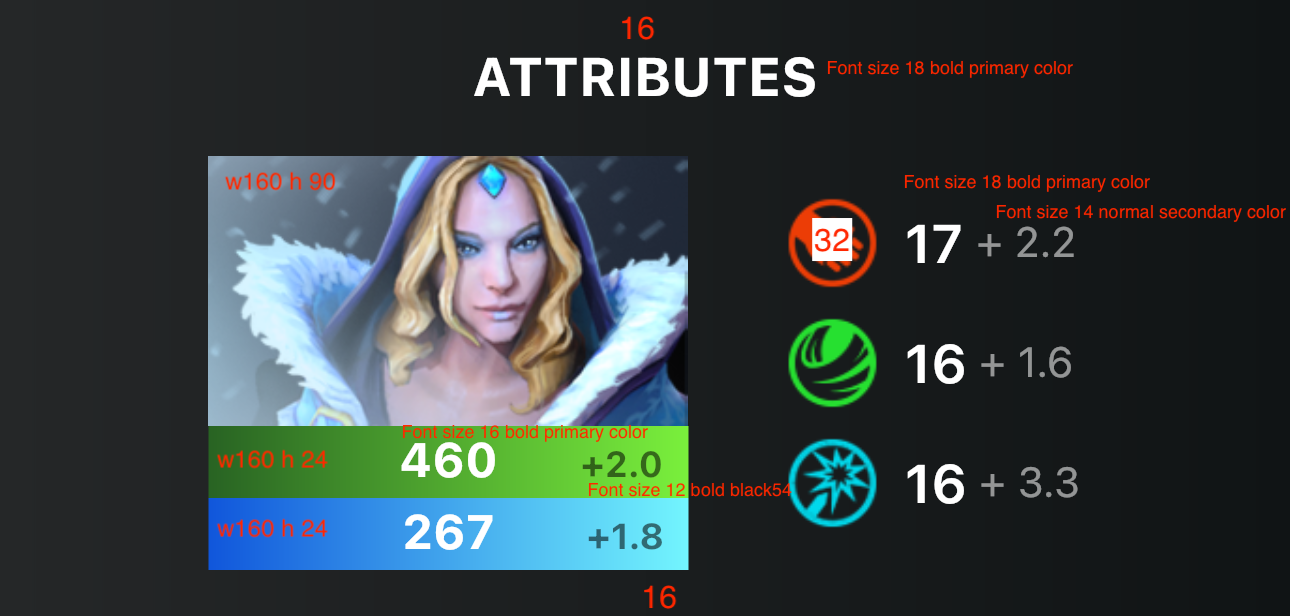 16
ATTRIBUTES Font size 18 bold primary color
w160 h 90
Font size 18 bold primary color
Font size 14 normal secondary color
32
17 + 2.2
16 + 1.6
Font size 16 bold primary color
w160 h 24 460 +2.0
Font size 12 bold black54
16 + 3.3
w160 h 24 267 +1.8
16